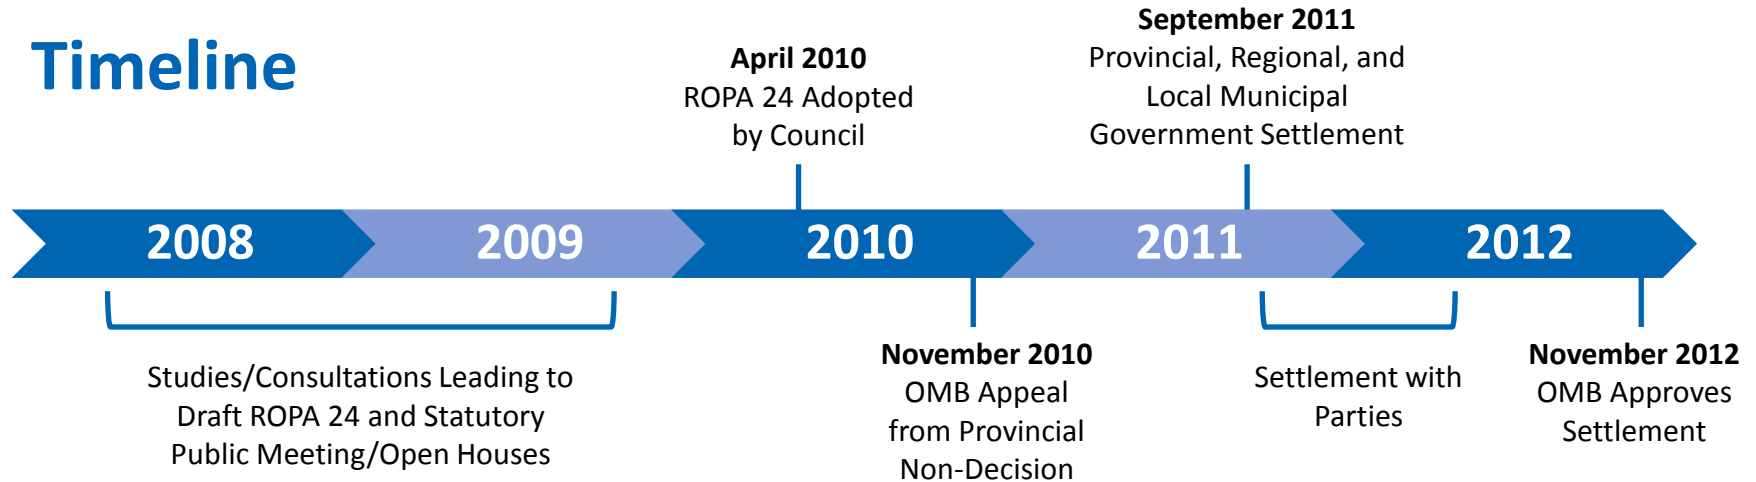 Timeline
April 2010
ROPA 24 Adopted
by Council
September 2011
Provincial, Regional, and
Local Municipal
Government Settlement
2008
2009
2010
2011
2012
Studies/Consultations Leading to
Draft ROPA 24 and Statutory
Public Meeting/Open Houses
November 2010
OMB Appeal
from Provincial
Non-Decision
Settlement with
Parties
November 2012
OMB Approves
Settlement